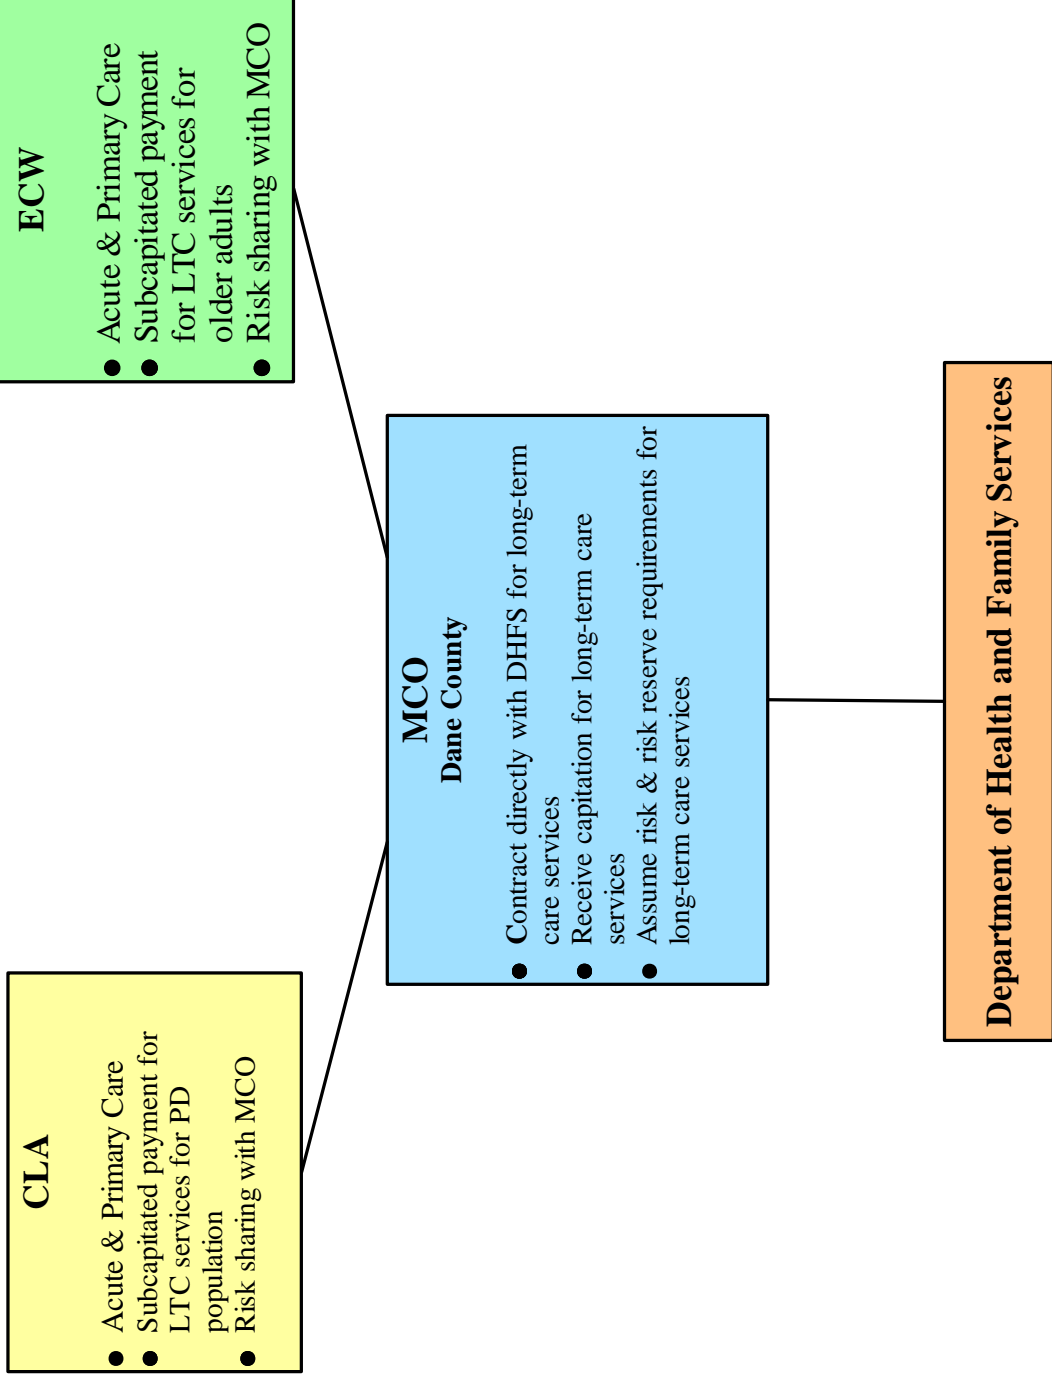 CLA
● Acute & Primary Care
● Subcapitated payment for
LTC services for PD
population
● Risk sharing with MCO
ECW
● Acute & Primary Care
● Subcapitated payment
for LTC services for
older adults
● Risk sharing with MCO
MCO
Dane County
● Contract directly with DHFS for long-term
care services
● Receive capitation for long-term care
services
● Assume risk & risk reserve requirements for
long-term care services
Department of Health and Family Services